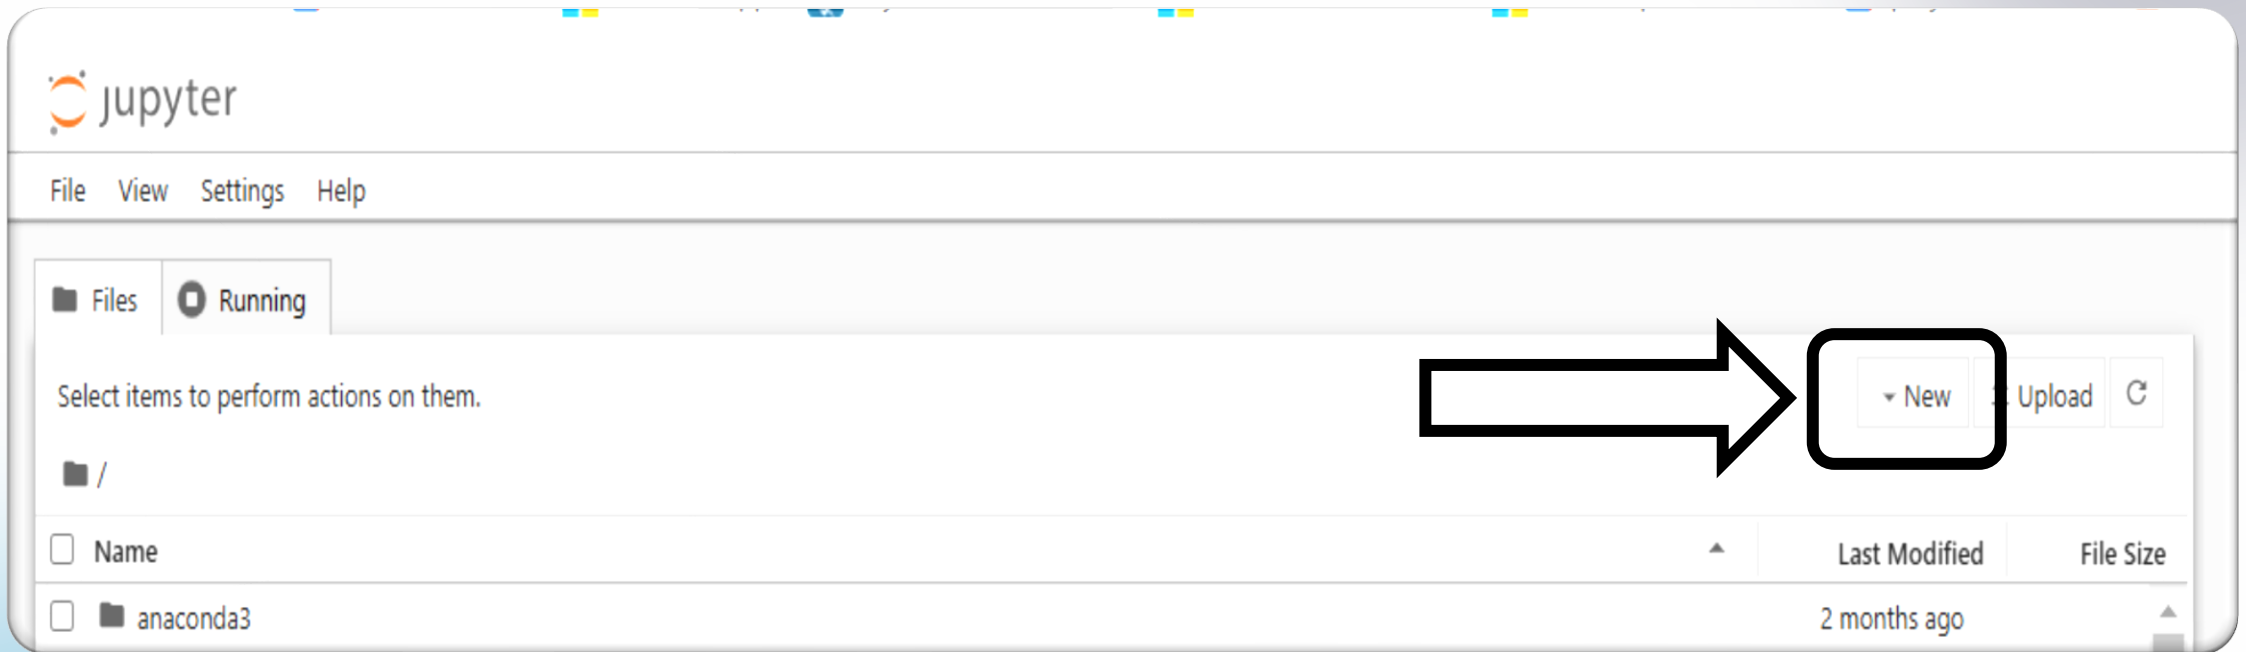 jupyter
File View Settings Help
Files Running
Select items to perform actions on them.
New Upload
/
Name Last Modified File Size
anaconda3 2 months ago